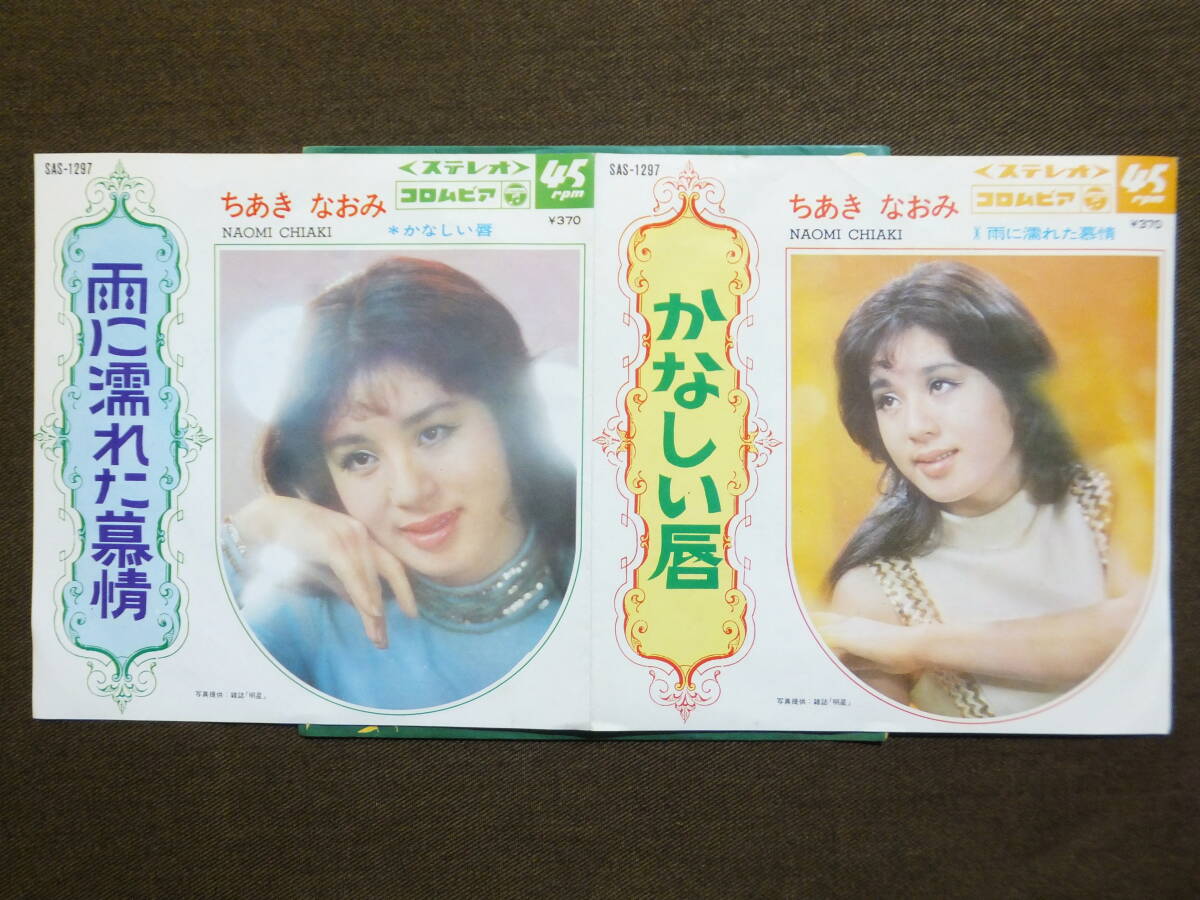 SAS-1297
〈ステレオ〉
コロムビア
45
rpm
¥370
ちあき なおみ
NAOMI CHIAKI
*かなしい唇
雨に濡れた慕情
写真提供：雑誌「明星」
SAS-1297
〈ステレオ〉
コロムビア
45
rpm
¥370
ちあき なおみ
NAOMI CHIAKI
雨に濡れた慕情
かなしい唇
写真提供：雑誌「明星」